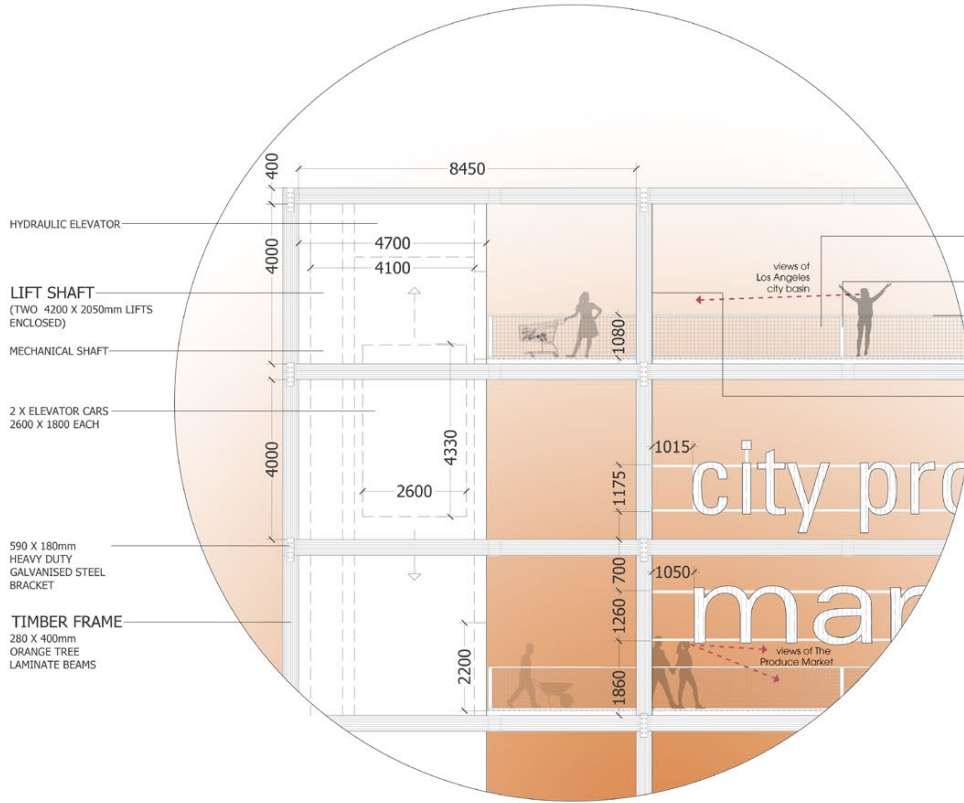 400
8450
HYDRAULIC ELEVATOR
4000
4700
4100
views of
Los Angeles
city basin
LIFT SHAFT
(TWO 4200 X 2050mm LIFTS
ENCLOSED)
1080
MECHANICAL SHAFT
2 X ELEVATOR CARS
2600 X 1800 EACH
4000
4330
2600
1015
1175
city pro
590 X 180mm
HEAVY DUTY
GALVANISED STEEL
BRACKET
700
1050
1260
mar
TIMBER FRAME
280 X 400mm
ORANGE TREE
LAMINATE BEAMS
2200
1860
views of The
Produce Market